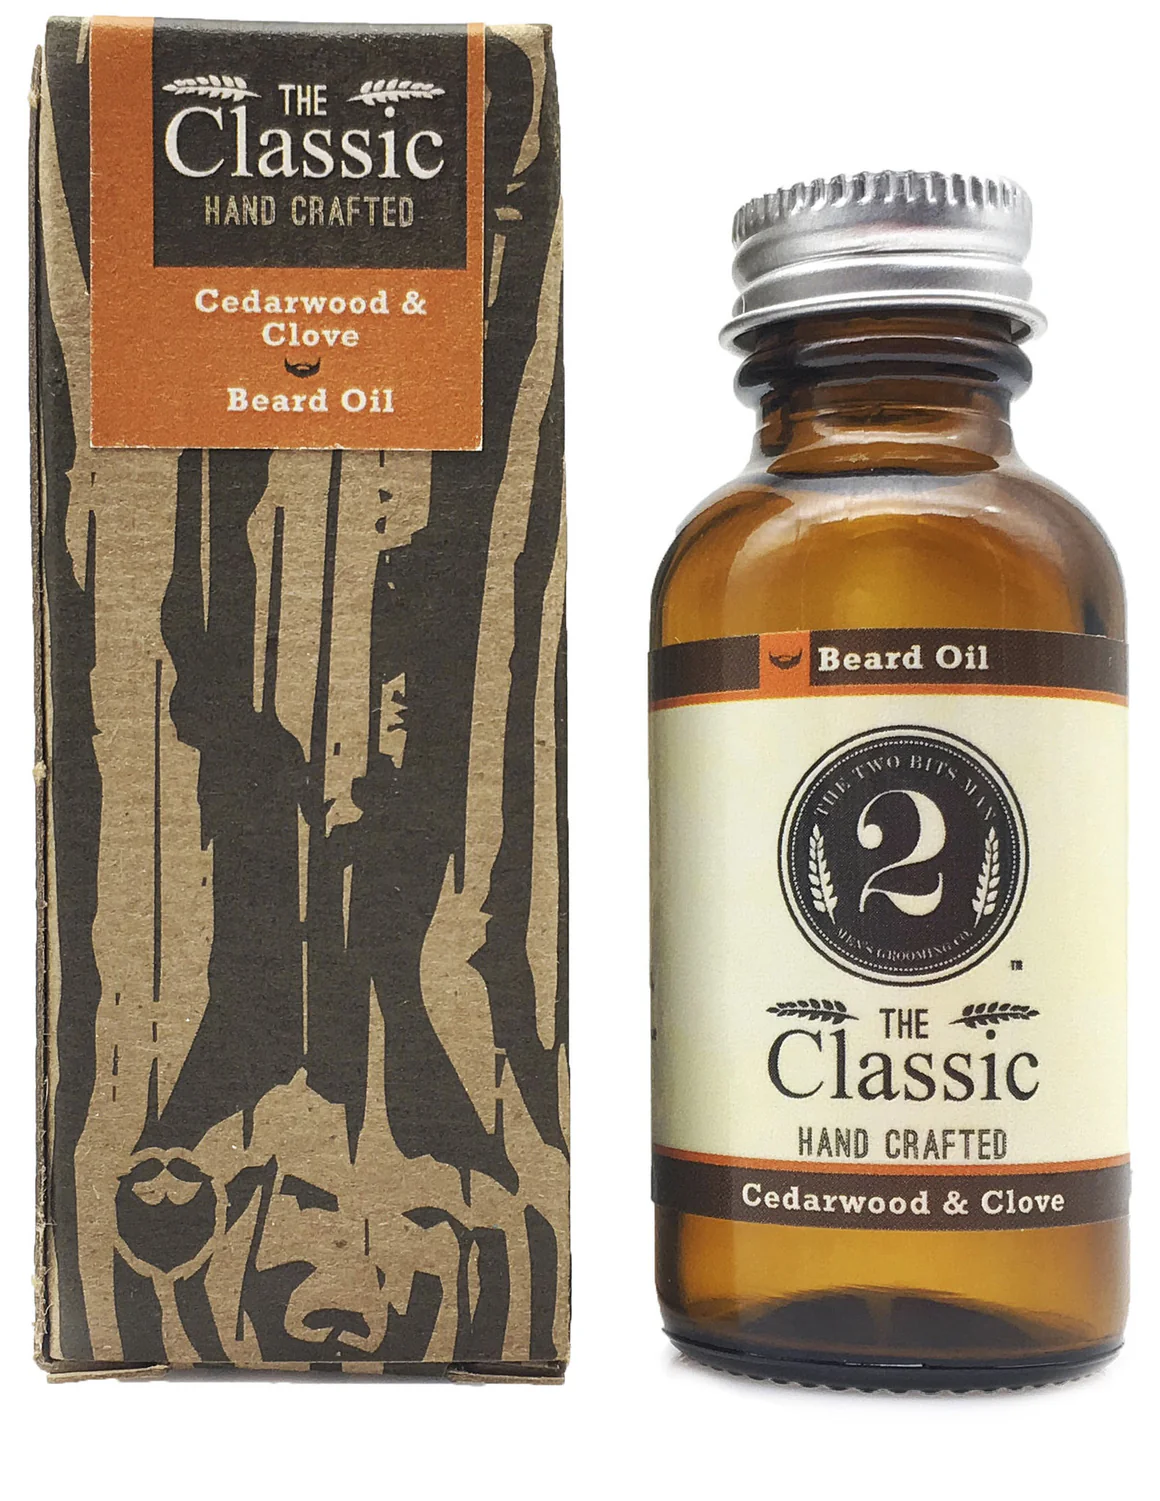 THE
Classic
HAND CRAFTED
Cedarwood &
Clove
Beard Oil
Beard Oil
THE TWO BITS MAN
2
MEN'S GROOMING CO.
TM
THE
Classic
HAND CRAFTED
Cedarwood & Clove